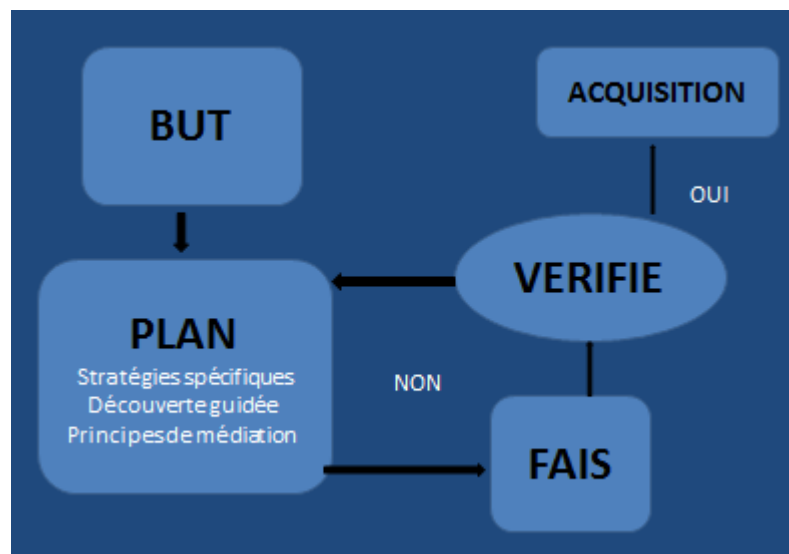 BUT
ACQUISITION
OUI
VERIFIE
PLAN
Stratégies spécifiques
Découverte guidée
Principes de médiation
NON
FAIS